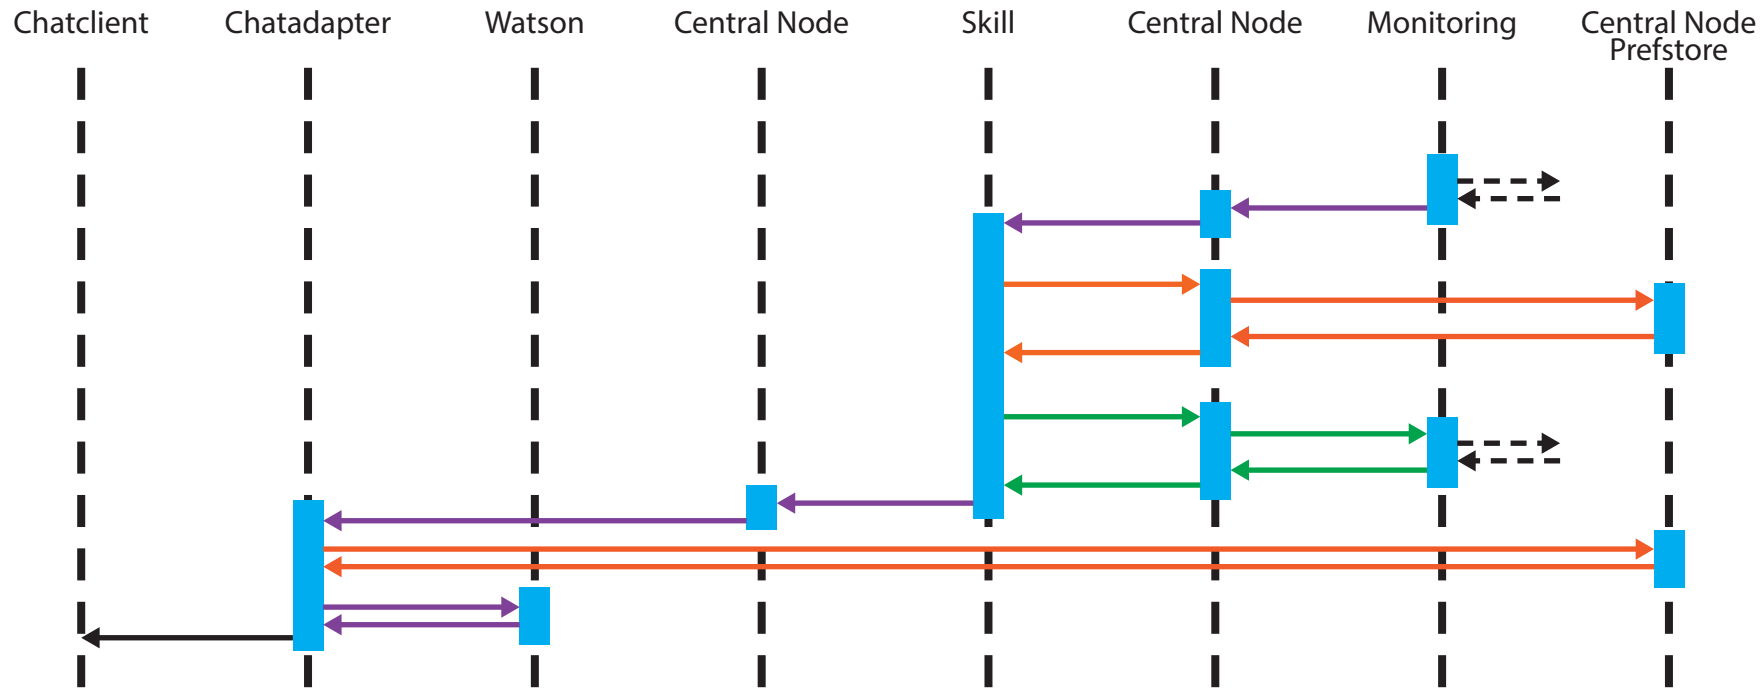 Chatclient
Chatadapter
Watson
Central Node
Skill
Central Node
Monitoring
Central Node
Prefstore